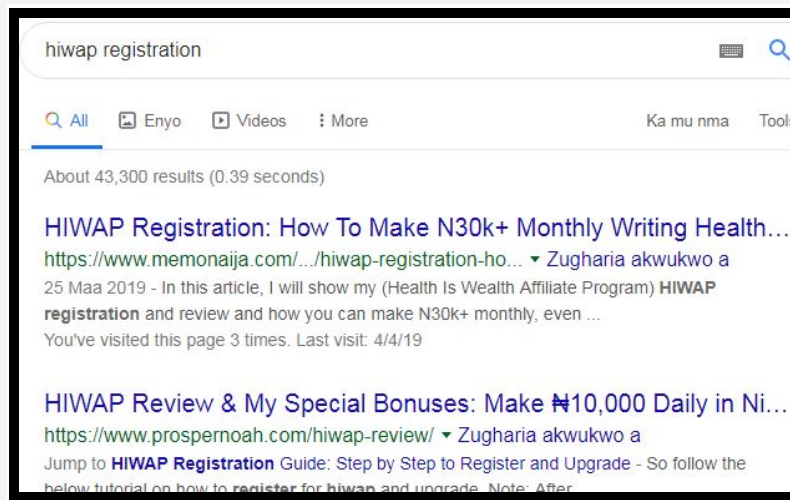 hiwap registration
All Enyo Videos More Ka mu nma Tools
About 43,300 results (0.39 seconds)
HIWAP Registration: How To Make N30k+ Monthly Writing Health...
https://www.memonaija.com/.../hiwap-registration-ho... Zugharia akwukwo a
25 Maa 2019 - In this article, I will show my (Health Is Wealth Affiliate Program) HIWAP
registration and review and how you can make N30k+ monthly, even ...
You've visited this page 3 times. Last visit: 4/4/19
HIWAP Review & My Special Bonuses: Make ₦10,000 Daily in Ni...
https://www.prospernoah.com/hiwap-review/ Zugharia akwukwo a
Jump to HIWAP Registration Guide: Step by Step to Register and Upgrade - So follow the
below tutorial on how to register for hiwap and upgrade. Note: After